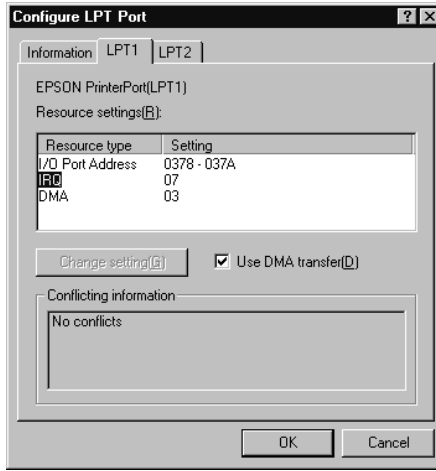 Configure LPT Port
Information LPT1 LPT2
EPSON PrinterPort(LPT1)
Resource settings(R):
Resource type Setting
I/O Port Address 0378 - 037A
IRQ 07
DMA 03
Change setting(G) Use DMA transfer(D)
Conflicting information
No conflicts
OK Cancel